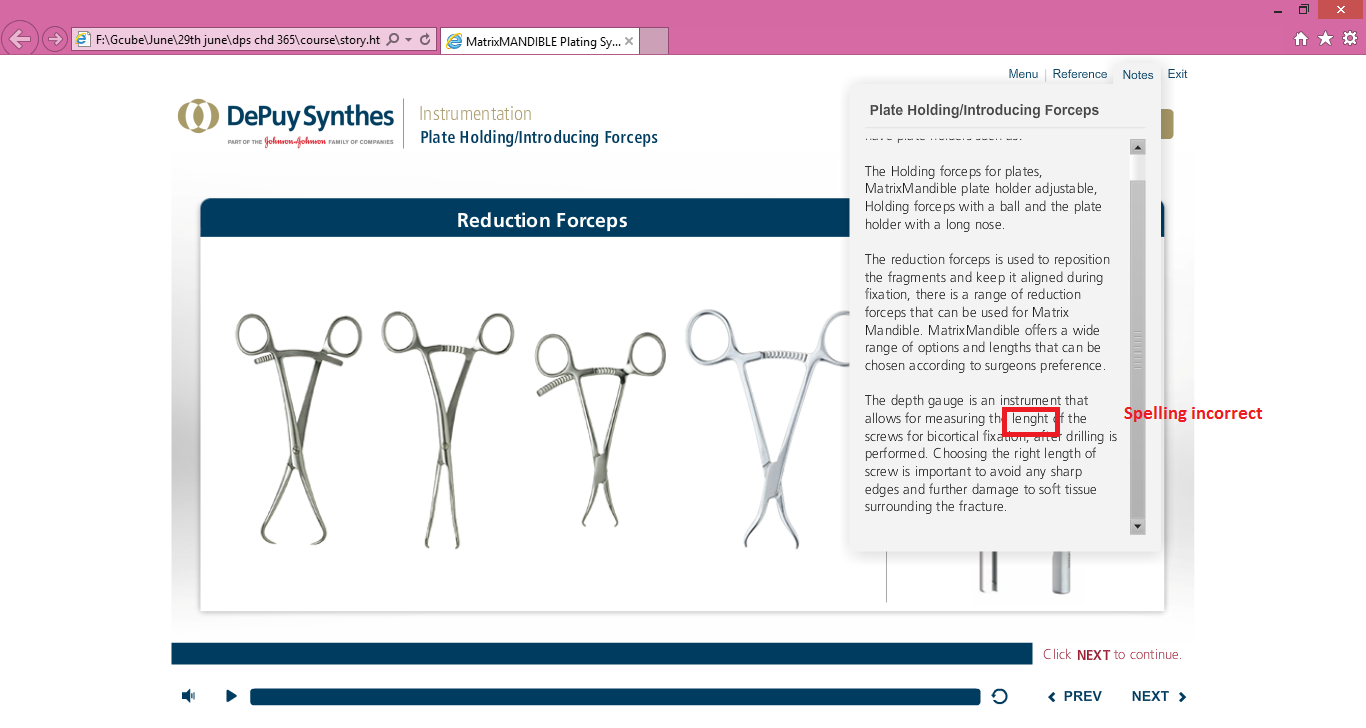 F:\Gcube\June\29th june\dps chd 365\course\story.ht
MatrixMANDIBLE Plating Sy...
Menu
Reference
Notes
Exit
DePuy Synthes
PART OF THE Johnson & Johnson FAMILY OF COMPANIES
Instrumentation
Plate Holding/Introducing Forceps
Reduction Forceps
Plate Holding/Introducing Forceps
have plate holders such as:
The Holding forceps for plates,
MatrixMandible plate holder adjustable,
Holding forceps with a ball and the plate
holder with a long nose.
The reduction forceps is used to reposition
the fragments and keep it aligned during
fixation, there is a range of reduction
forceps that can be used for Matrix
Mandible. MatrixMandible offers a wide
range of options and lengths that can be
chosen according to surgeons preference.
The depth gauge is an instrument that
allows for measuring the lenght of the
screws for bicortical fixation, after drilling is
performed. Choosing the right length of
screw is important to avoid any sharp
edges and further damage to soft tissue
surrounding the fracture.
Spelling incorrect
Click NEXT to continue.
PREV
NEXT